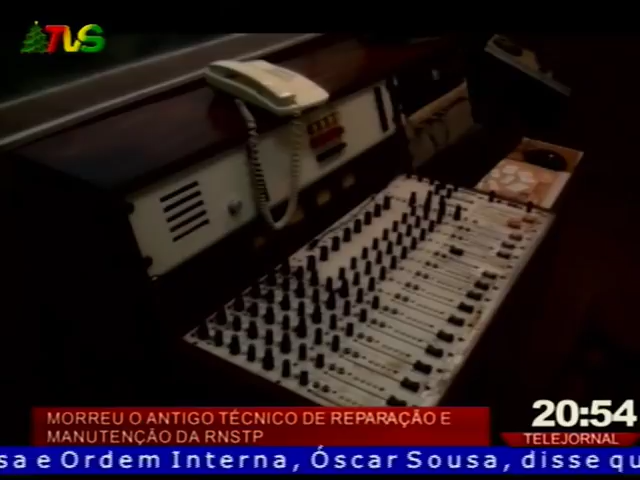 TVS
MORREU O ANTIGO TÉCNICO DE REPARAÇÃO E
MANUTENÇÃO DA RNSTP
20:54
TELEJORNAL
sa e Ordem Interna, Óscar Sousa, disse qu